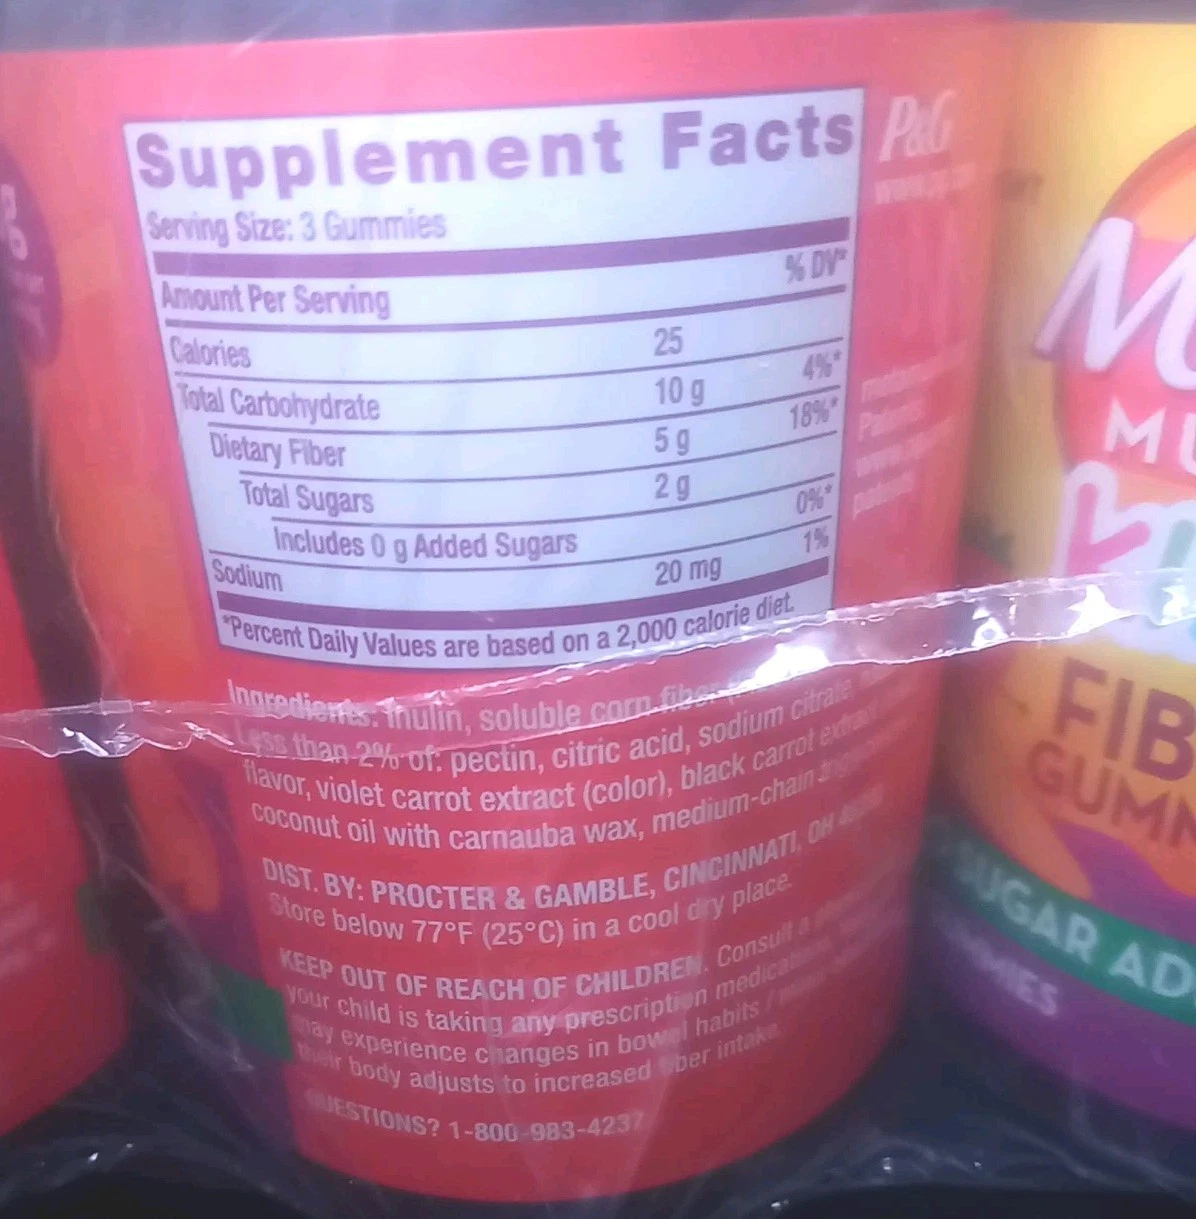 Supplement Facts
Serving Size: 3 Gummies
% DV*
Amount Per Serving
Calories 25
Total Carbohydrate 10 g 4%*
Dietary Fiber 5 g 18%*
Total Sugars 2 g
Includes 0 g Added Sugars 0%*
Sodium 20 mg 1%
*Percent Daily Values are based on a 2,000 calorie diet.
Ingredients: Inulin, soluble corn fiber
Less than 2% of: pectin, citric acid, sodium citrate,
flavor, violet carrot extract (color), black carrot extract
coconut oil with carnauba wax, medium-chain
DIST. BY: PROCTER & GAMBLE, CINCINNATI, OH
Store below 77°F (25°C) in a cool dry place.
KEEP OUT OF REACH OF CHILDREN. Consult a
your child is taking any prescription
may experience changes in bowel habits /
their body adjusts to increased fiber intake.
QUESTIONS? 1-800-983-4237
P&G
M
MU
FIB
GUMM
SUGAR AD
MIES